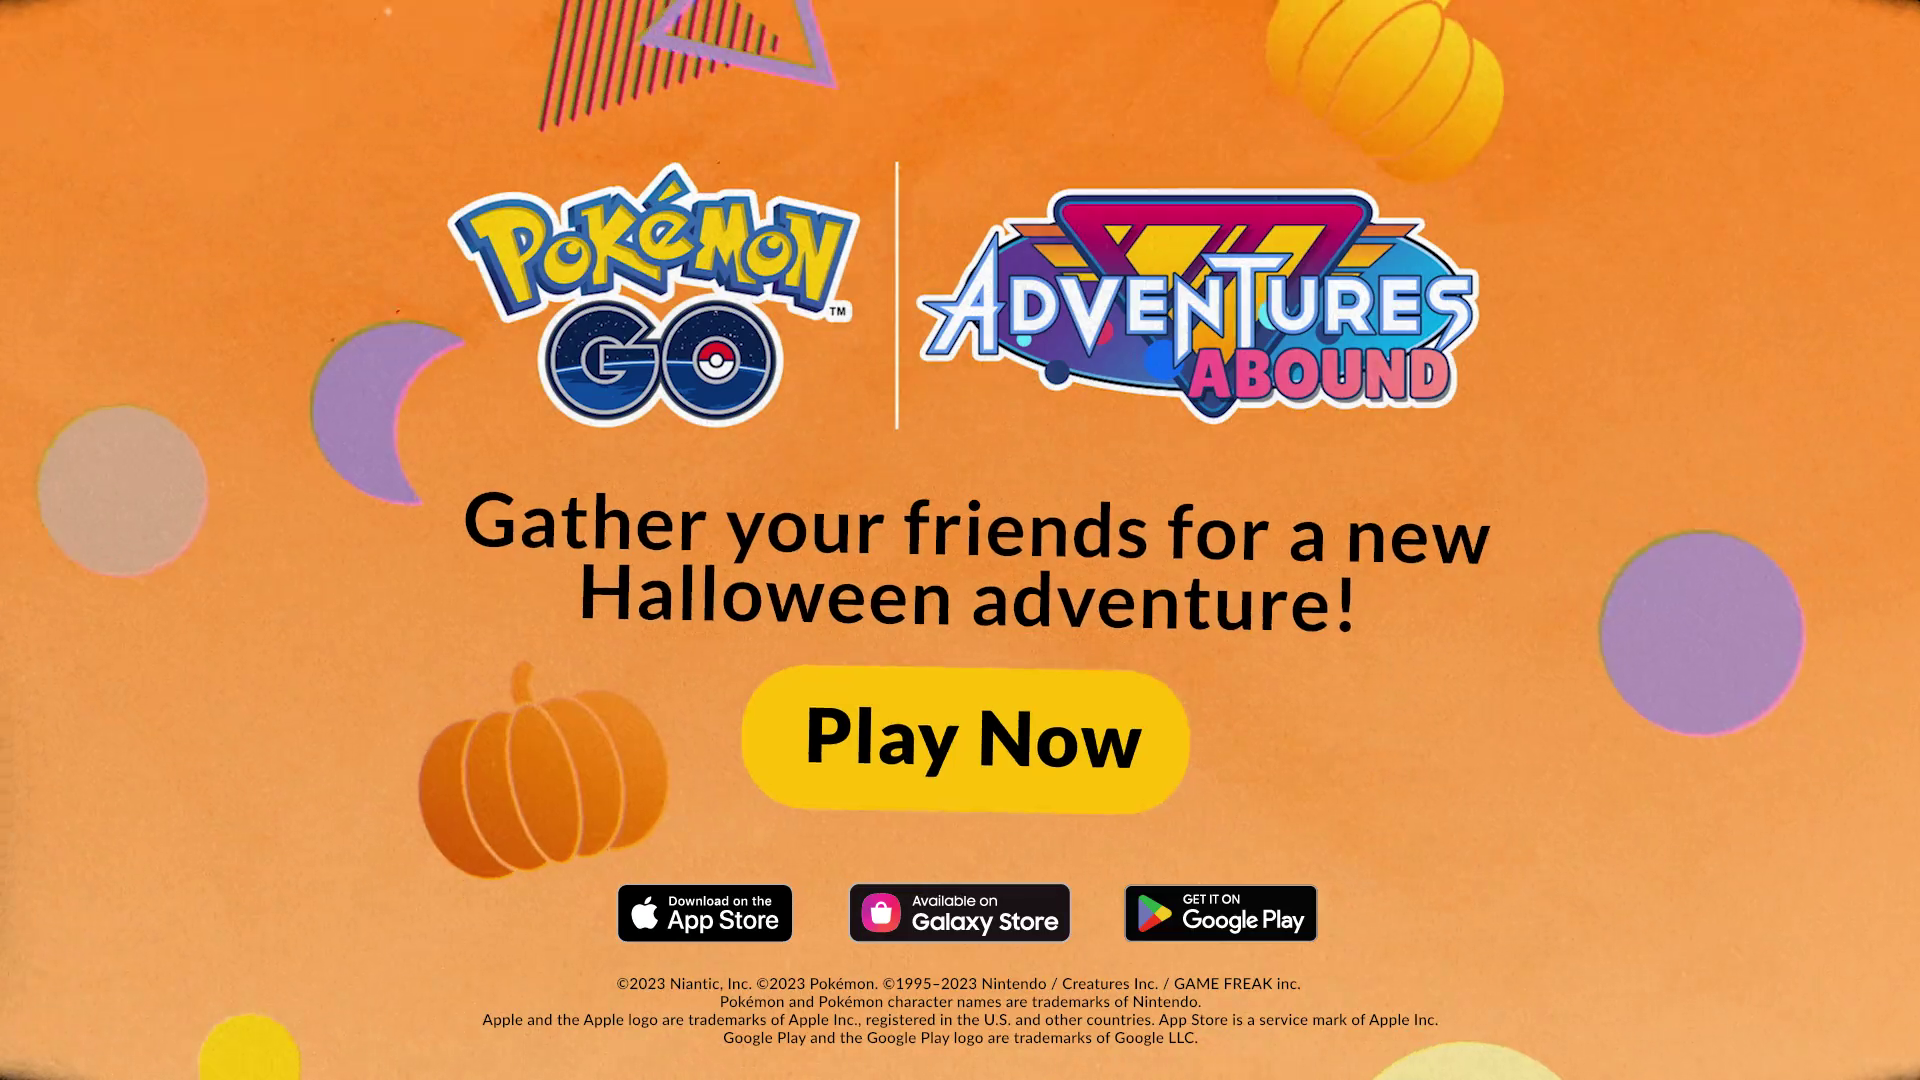 POKéMON
GO
TM
ADVENTURES
ABOUND
Gather your friends for a new
Halloween adventure!
Play Now
Download on the
App Store
Available on
Galaxy Store
GET IT ON
Google Play
©2023 Niantic, Inc. ©2023 Pokémon. ©1995–2023 Nintendo / Creatures Inc. / GAME FREAK inc.
Pokémon and Pokémon character names are trademarks of Nintendo.
Apple and the Apple logo are trademarks of Apple Inc., registered in the U.S. and other countries. App Store is a service mark of Apple Inc.
Google Play and the Google Play logo are trademarks of Google LLC.